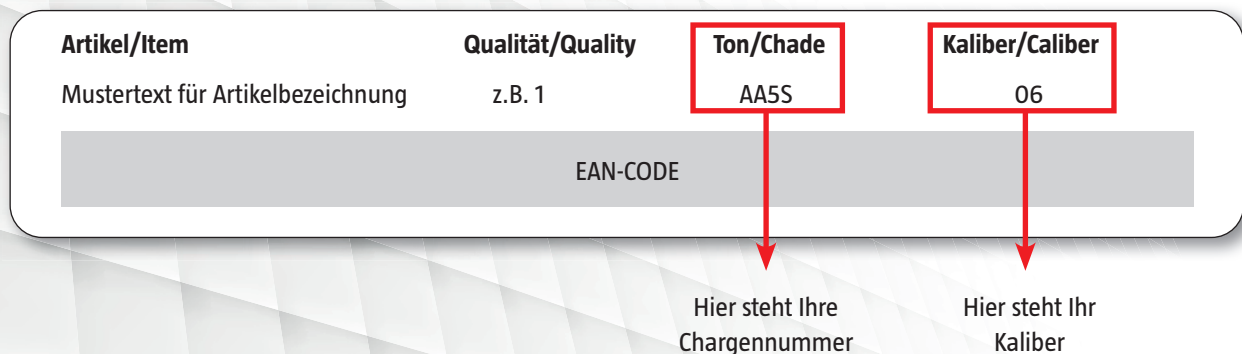 Artikel/Item Qualität/Quality Ton/Chade Kaliber/Caliber
Mustertext für Artikelbezeichnung z.B. 1 AA5S 06
EAN-CODE
Hier steht Ihre Hier steht Ihr
Chargennummer Kaliber